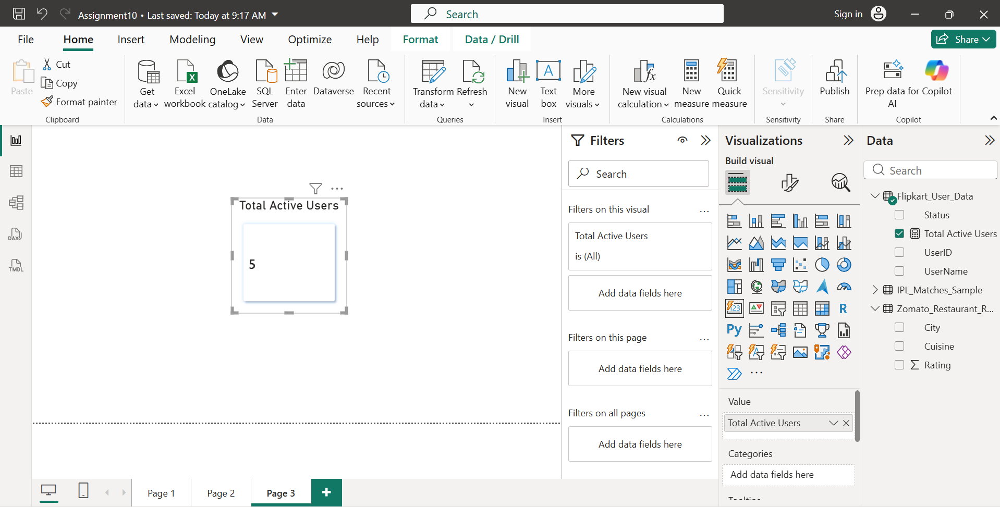 Assignment10 • Last saved: Today at 9:17 AM
Search
Sign in
File
Home
Insert
Modeling
View
Optimize
Help
Format
Data / Drill
Share
Paste
Cut
Copy
Format painter
Clipboard
Get data
Excel workbook
OneLake catalog
SQL Server
Enter data
Dataverse
Recent sources
Data
Transform data
Refresh
Queries
New visual
Text box
More visuals
Insert
New visual calculation
New measure
Quick measure
Calculations
Sensitivity
Sensitivity
Publish
Share
Prep data for AI
Copilot
Copilot
DAX
TMDL
Total Active Users
5
Filters
Search
Filters on this visual
...
Total Active Users
is (All)
Add data fields here
Filters on this page
...
Add data fields here
Filters on all pages
...
Add data fields here
Visualizations
Build visual
123
R
Py
Value
Total Active Users
Categories
Add data fields here
Tooltips
Data
Search
Flipkart_User_Data
Status
Total Active Users
UserID
UserName
IPL_Matches_Sample
Zomato_Restaurant_R...
City
Cuisine
Rating
Page 1
Page 2
Page 3